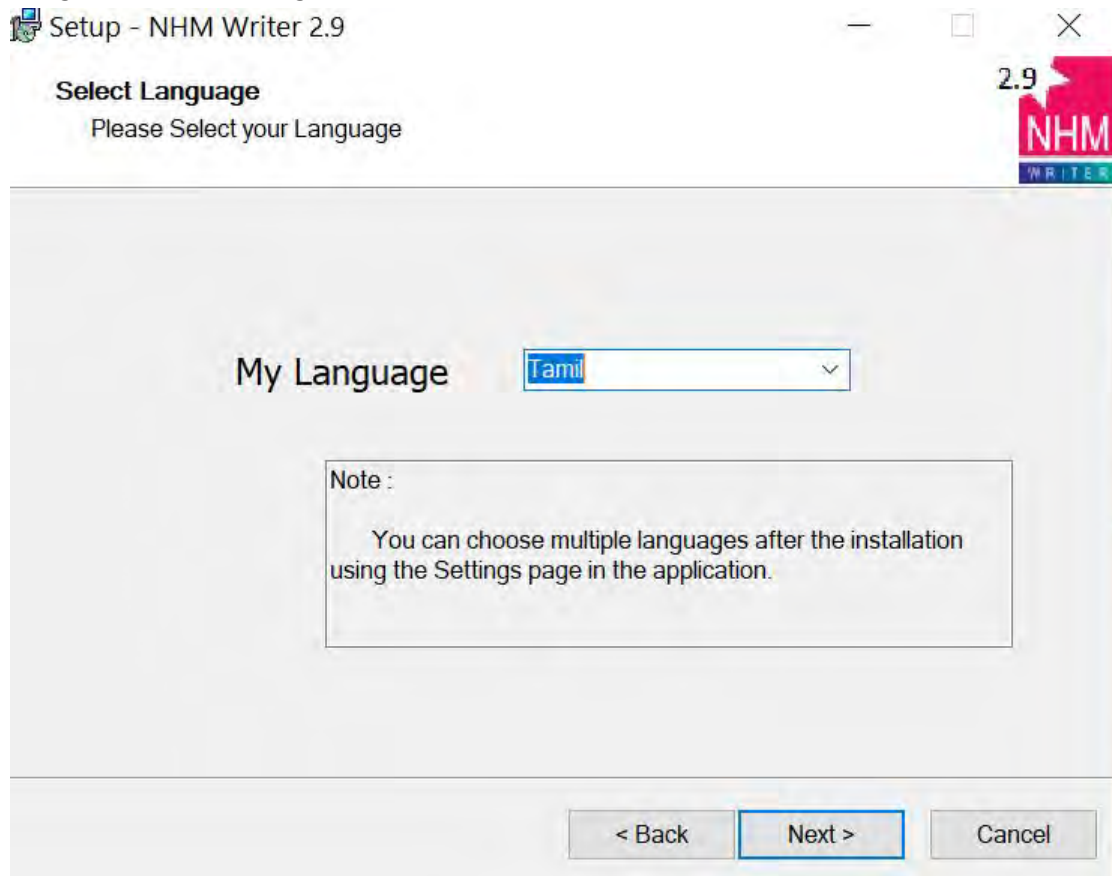 Setup - NHM Writer 2.9
Select Language
Please Select your Language
2.9
NHM
WRITER
My Language
Tamil
Note :
You can choose multiple languages after the installation
using the Settings page in the application.
< Back
Next >
Cancel